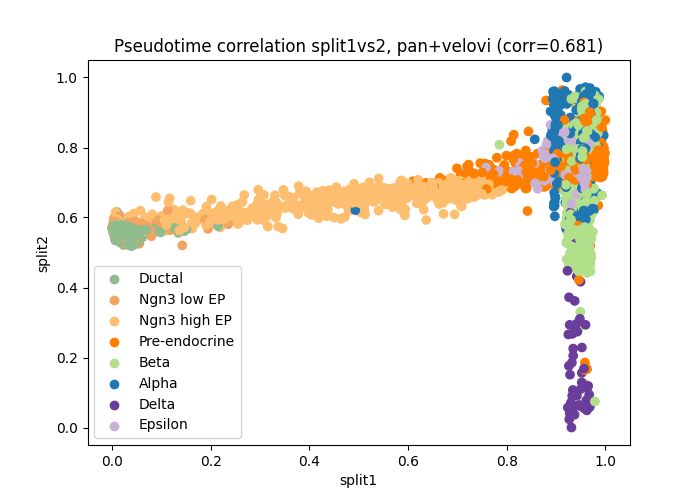 Pseudotime correlation split1vs2, pan+velovi (corr=0.681)
1.0
0.8
0.6
0.4
0.2
0.0
split2
Ductal
Ngn3 low EP
Ngn3 high EP
Pre-endocrine
Beta
Alpha
Delta
Epsilon
0.0 0.2 0.4 0.6 0.8 1.0
split1